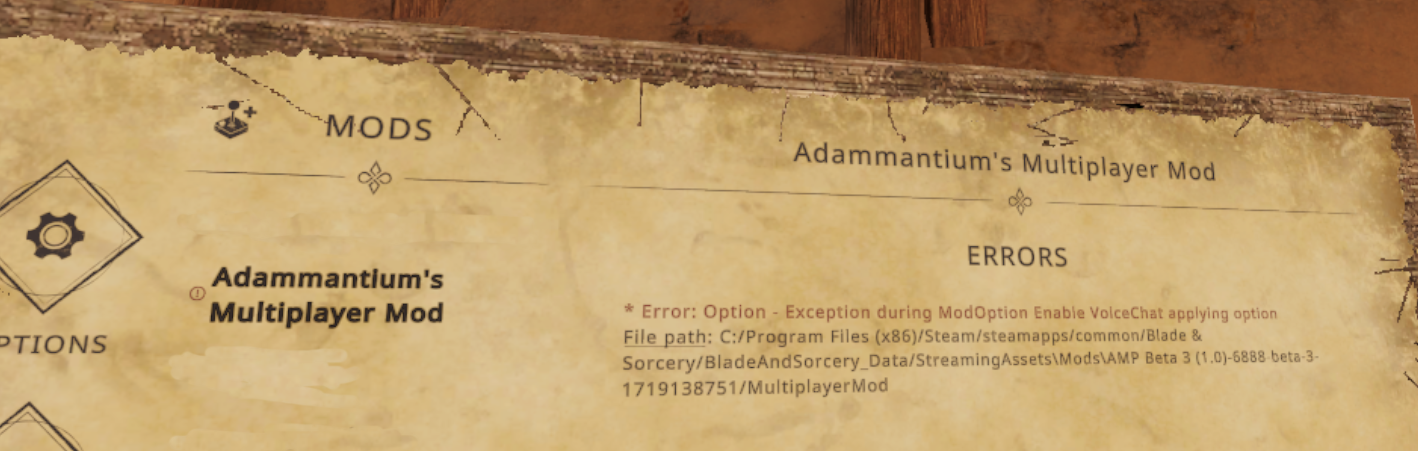 MODS
PTIONS
Adammantium's
Multiplayer Mod
Adammantium's Multiplayer Mod
ERRORS
* Error: Option - Exception during ModOption Enable VoiceChat applying option
File path: C:/Program Files (x86)/Steam/steamapps/common/Blade &
Sorcery/BladeAndSorcery_Data/StreamingAssets\Mods\AMP Beta 3 (1.0)-6888-beta-3-
1719138751/MultiplayerMod